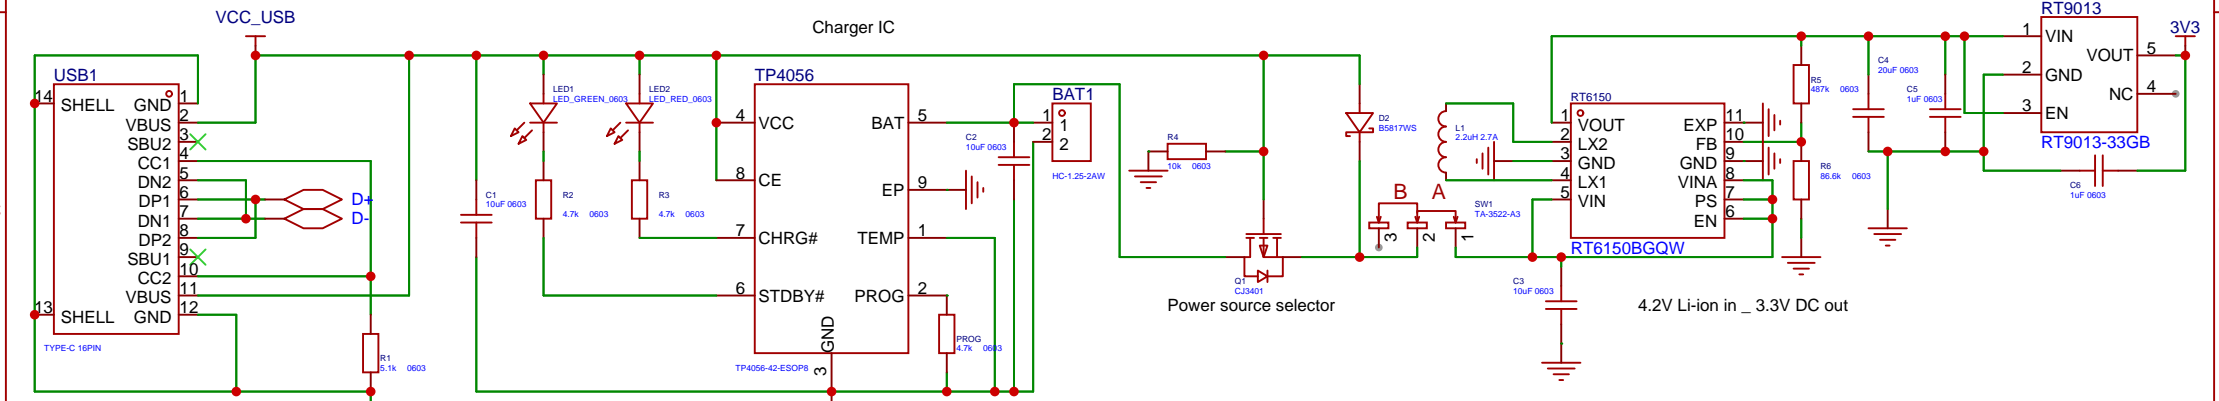 VCC_USB
Charger IC
USB1
14
SHELL
GND
1
VBUS
2
SBU2
3
CC1
4
DN2
5
DP1
6
DN1
7
DP2
8
SBU1
9
CC2
10
VBUS
11
GND
12
13
SHELL
TYPE-C 16PIN
D+
D-
R1
5.1k 0603
C1
10uF 0603
LED1
LED_GREEN_0603
LED2
LED_RED_0603
R2
4.7k 0603
R3
4.7k 0603
TP4056
4
VCC
8
CE
7
CHRG#
6
STDBY#
BAT
5
EP
9
TEMP
1
PROG
2
GND
3
TP4056-42-ESOP8
PROG
4.7k 0603
C2
10uF 0603
BAT1
1
1
2
2
HC-1.25-2AW
R4
10k 0603
Q1
CJ3401
Power source selector
D2
B5817WS
B
A
3
2
1
SW1
TA-3522-A3
L1
2.2uH 2.7A
RT6150
1
VOUT
2
LX2
3
GND
4
LX1
5
VIN
EXP
11
FB
10
GND
9
VINA
8
PS
7
EN
6
RT6150BGQW
C3
10uF 0603
4.2V Li-ion in _ 3.3V DC out
R5
487k 0603
R6
86.6k 0603
C4
20uF 0603
C5
1uF 0603
RT9013
1
VIN
2
GND
3
EN
VOUT
5
NC
4
RT9013-33GB
3V3
C6
1uF 0603